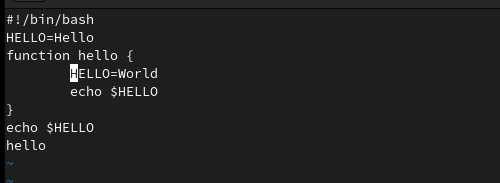 #!/bin/bash
HELLO=Hello
function hello {
        HELLO=World
        echo $HELLO
}
echo $HELLO
hello
~
~